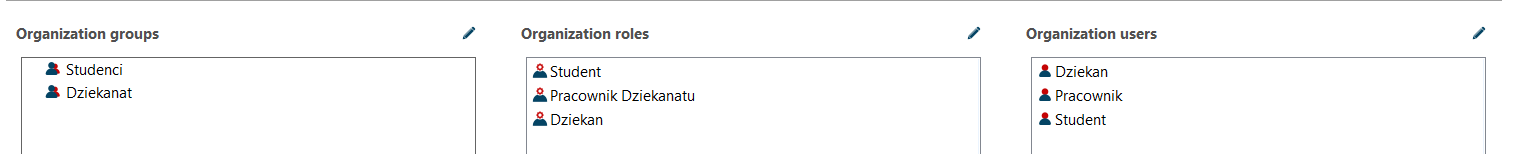 Organization groups
Studenci
Dziekanat
Organization roles
Student
Pracownik Dziekanatu
Dziekan
Organization users
Dziekan
Pracownik
Student